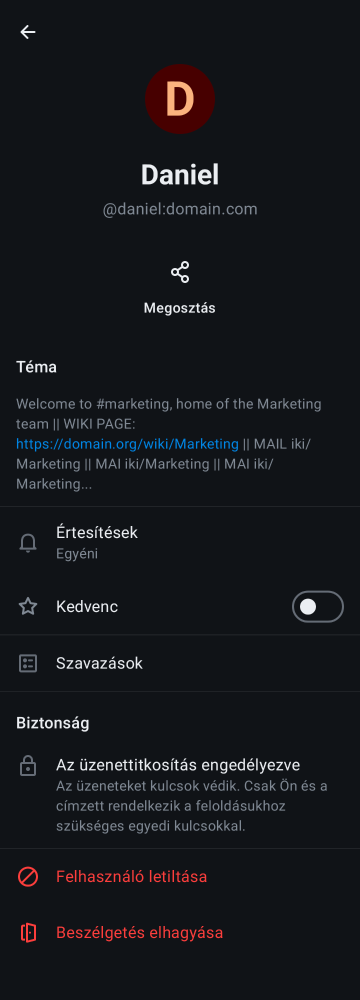 D
Daniel
@daniel:domain.com
Megosztás
Téma
Welcome to #marketing, home of the Marketing
team || WIKI PAGE:
https://domain.org/wiki/Marketing || MAIL iki/
Marketing || MAI iki/Marketing || MAI iki/
Marketing...
Értesítések
Egyéni
Kedvenc
Szavazások
Biztonság
Az üzenettitkosítás engedélyezve
Az üzeneteket kulcsok védik. Csak Ön és a
címzett rendelkezik a feloldásukhoz
szükséges egyedi kulcsokkal.
Felhasználó letiltása
Beszélgetés elhagyása